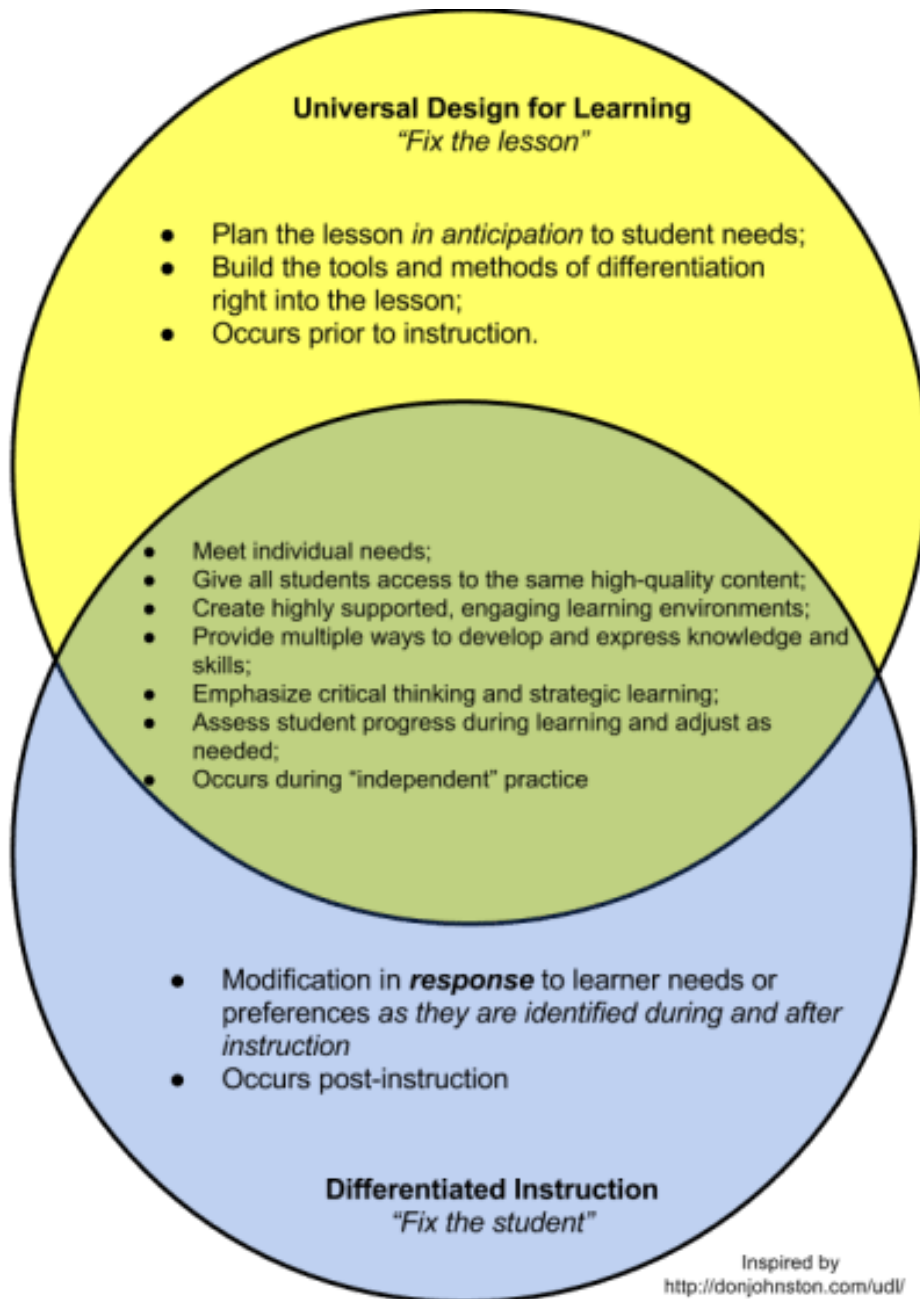 Universal Design for Learning
“Fix the lesson”
● Plan the lesson in anticipation to student needs;
● Build the tools and methods of differentiation
right into the lesson;
● Occurs prior to instruction.
● Meet individual needs;
● Give all students access to the same high-quality content;
● Create highly supported, engaging learning environments;
● Provide multiple ways to develop and express knowledge and
skills;
● Emphasize critical thinking and strategic learning;
● Assess student progress during learning and adjust as
needed;
● Occurs during “independent” practice
● Modification in response to learner needs or
preferences as they are identified during and after
instruction
● Occurs post-instruction
Differentiated Instruction
“Fix the student”
Inspired by
http://donjohnston.com/udl/